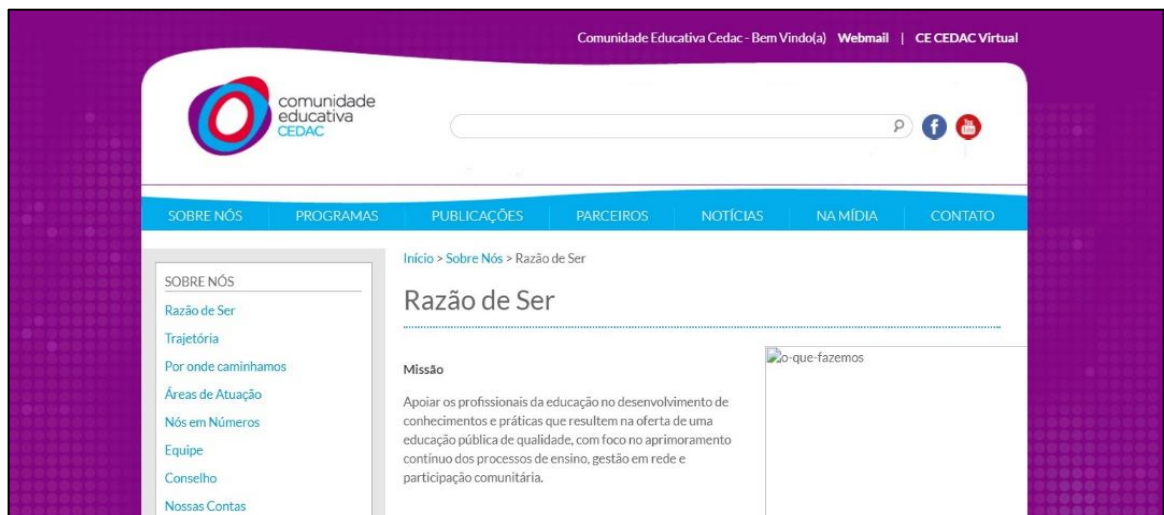 Comunidade Educativa Cedac - Bem Vindo(a) Webmail | CE CEDAC Virtual
comunidade
educativa
CEDAC
f You Tube
SOBRE NÓS PROGRAMAS PUBLICAÇÕES PARCEIROS NOTÍCIAS NA MÍDIA CONTATO
Início > Sobre Nós > Razão de Ser
Razão de Ser
SOBRE NÓS
Razão de Ser
Trajetória
Por onde caminhamos
Áreas de Atuação
Nós em Números
Equipe
Conselho
Nossas Contas
Missão
Apoiar os profissionais da educação no desenvolvimento de
conhecimentos e práticas que resultem na oferta de uma
educação pública de qualidade, com foco no aprimoramento
contínuo dos processos de ensino, gestão em rede e
participação comunitária.
o-que-fazemos